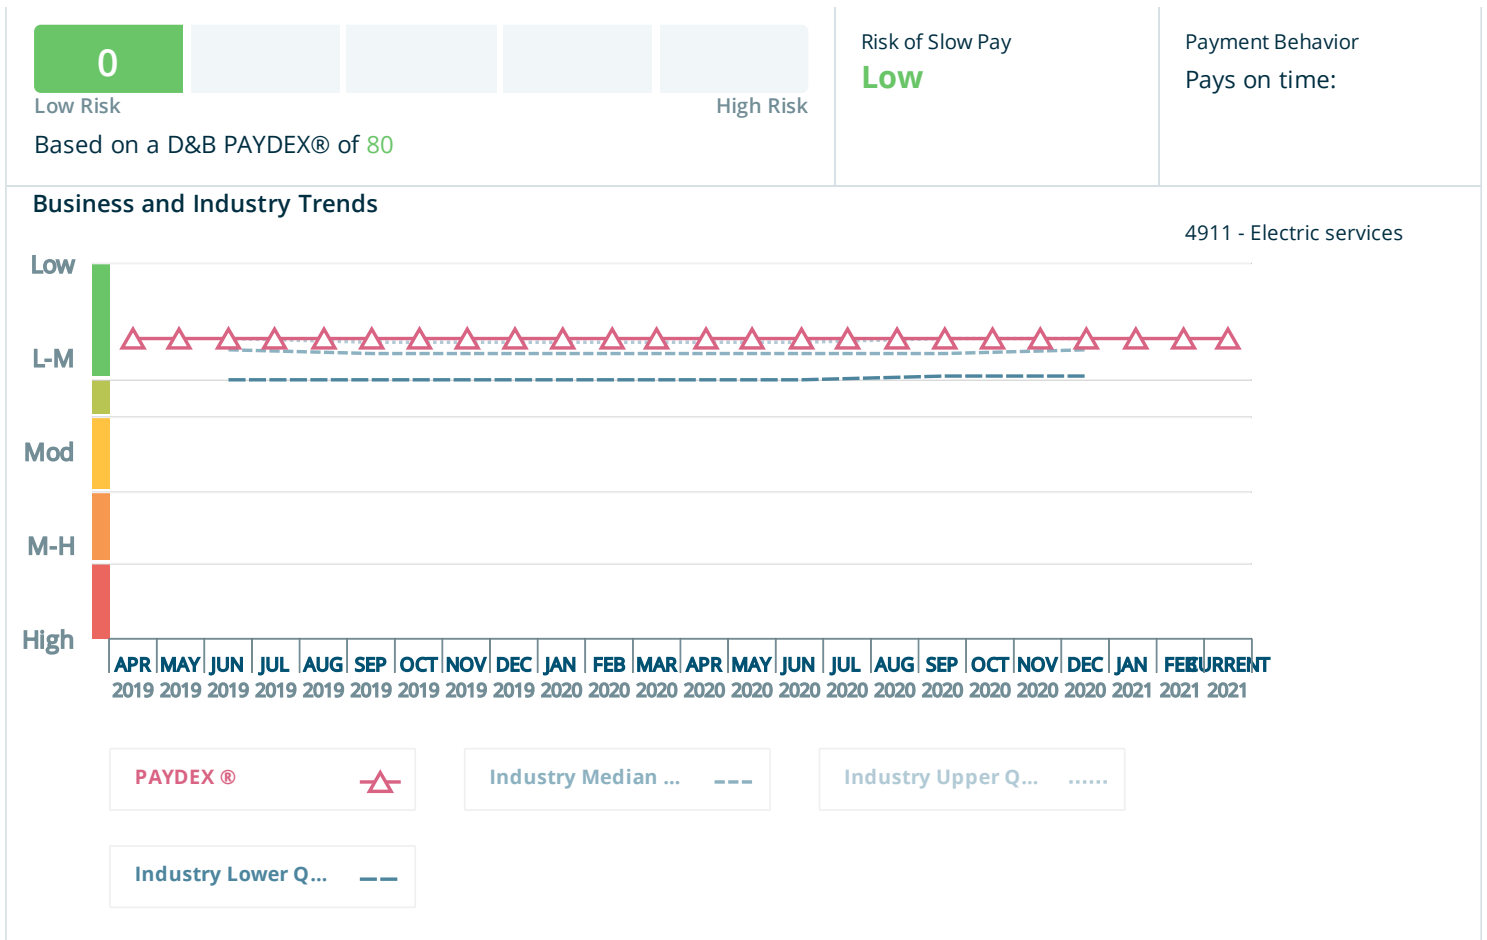 0
Low Risk High Risk
Based on a D&B PAYDEX® of 80
Risk of Slow Pay
Low
Payment Behavior
Pays on time:
Business and Industry Trends
4911 - Electric services
Low
L-M
Mod
M-H
High
APR MAY JUN JUL AUG SEP OCT NOV DEC JAN FEB MAR APR MAY JUN JUL AUG SEP OCT NOV DEC JAN FEB CURRENT
2019 2019 2019 2019 2019 2019 2019 2019 2019 2020 2020 2020 2020 2020 2020 2020 2020 2020 2020 2020 2020 2021 2021 2021
PAYDEX ®
Industry Median ...
Industry Upper Q...
Industry Lower Q...